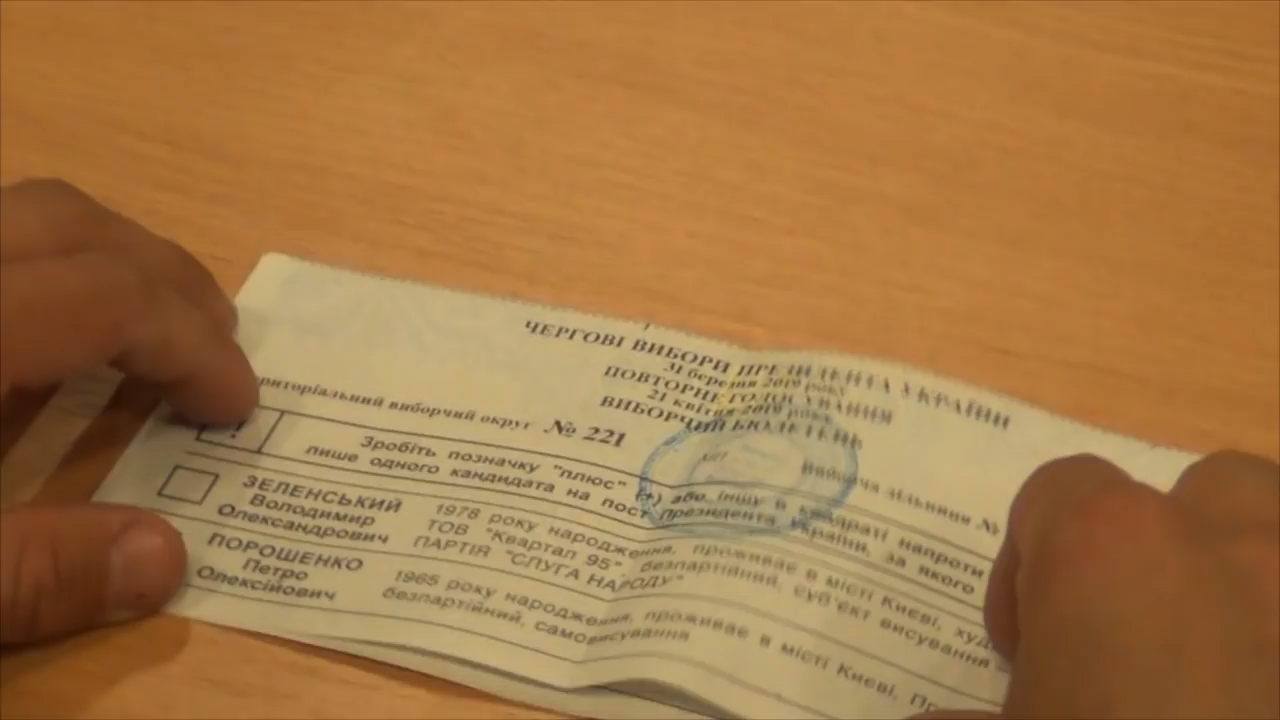 ЧЕРГОВІ ВИБОРИ ПРЕЗИДЕНТА УКРАЇНИ
31 березня 2019 року
ПОВТОРНЕ ГОЛОСУВАННЯ
21 квітня 2019 року
ВИБОРЧИЙ БЮЛЕТЕНЬ
риторіальний виборчий округ № 221
дільниця №
!
Зробіть позначку "плюс" (+) або іншу в квадраті напроти
лише одного кандидата на пост президента України, за якого
ЗЕЛЕНСЬКИЙ
Володимир
Олександрович
1978 року народження, проживає в місті Києві, худ
ТОВ "Квартал 95" безпартійний, суб'єкт висування
ПАРТІЯ "СЛУГА НАРОДУ"
ПОРОШЕНКО
Петро
Олексійович
1965 року народження, проживає в місті Києві, Пр
безпартійний, самовисування